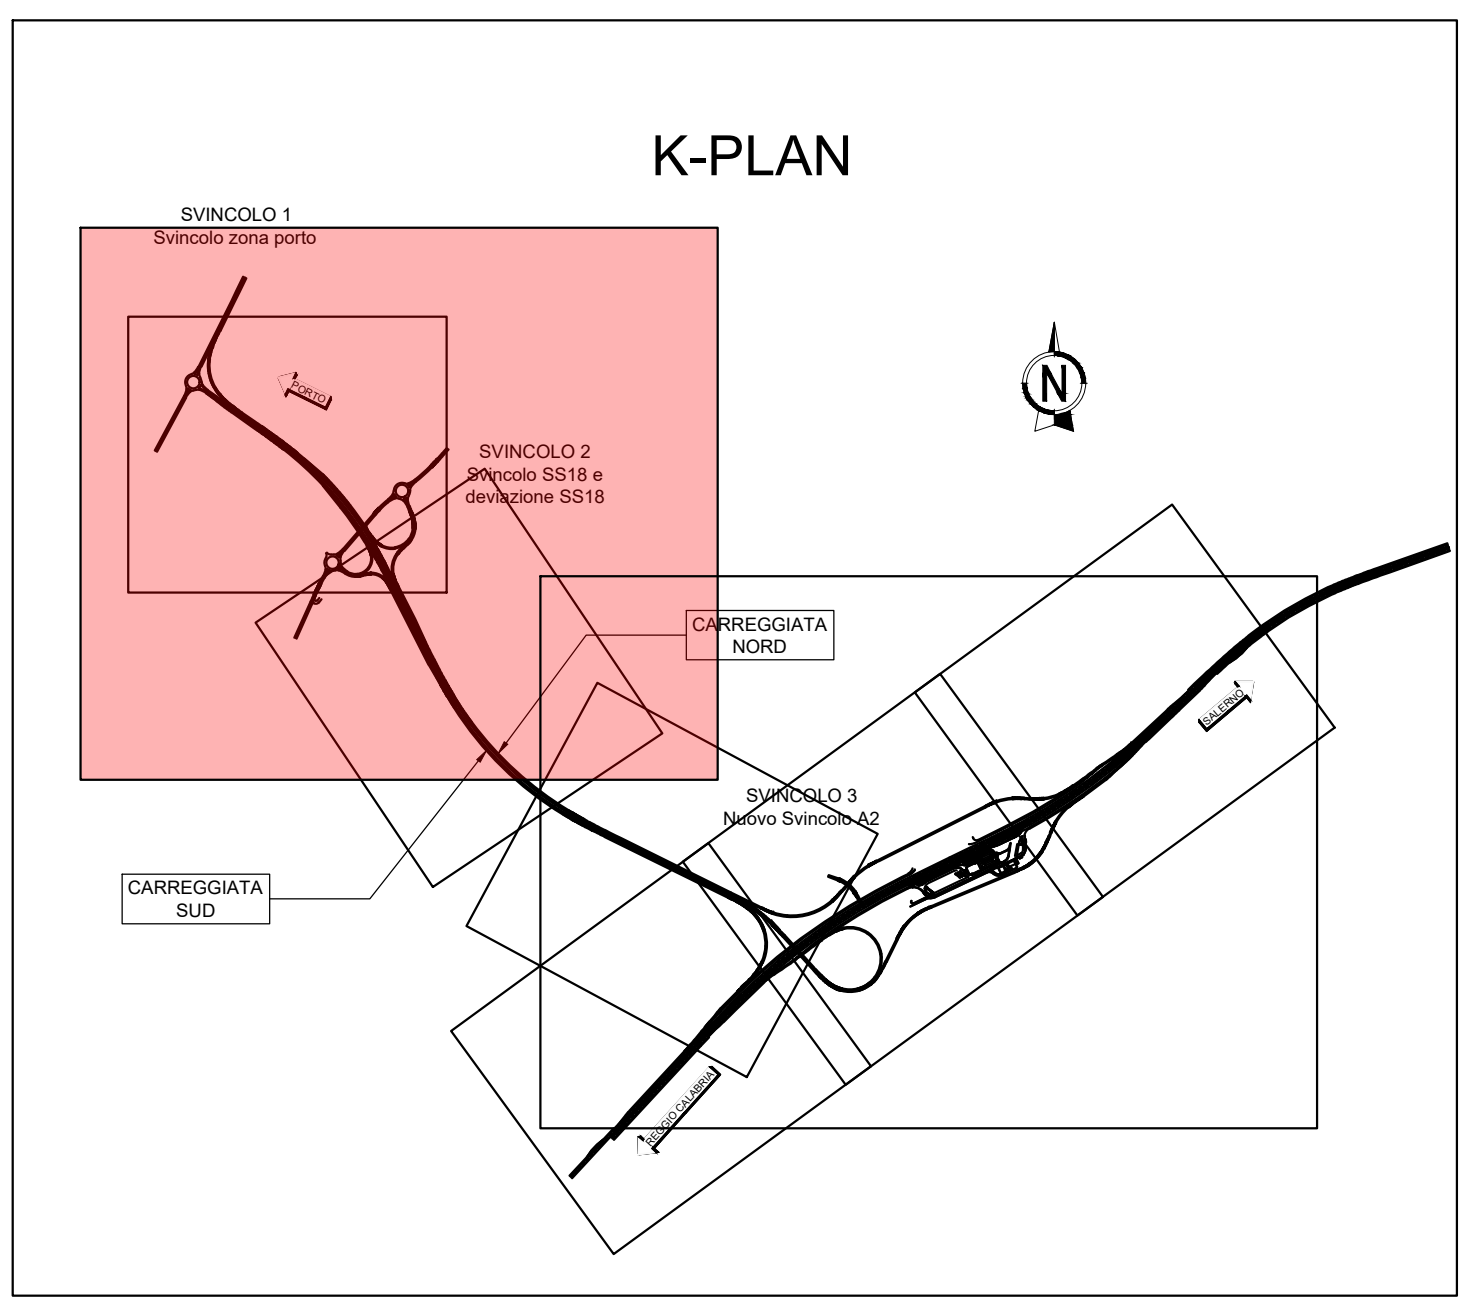 K-PLAN
SVINCOLO 1
Svincolo zona porto
PORTO
N
SVINCOLO 2
Svincolo SS18 e
deviazione SS18
CARREGGIATA
NORD
SALERNO
SVINCOLO 3
Nuovo Svincolo A2
CARREGGIATA
SUD
REGGIO CALABRIA